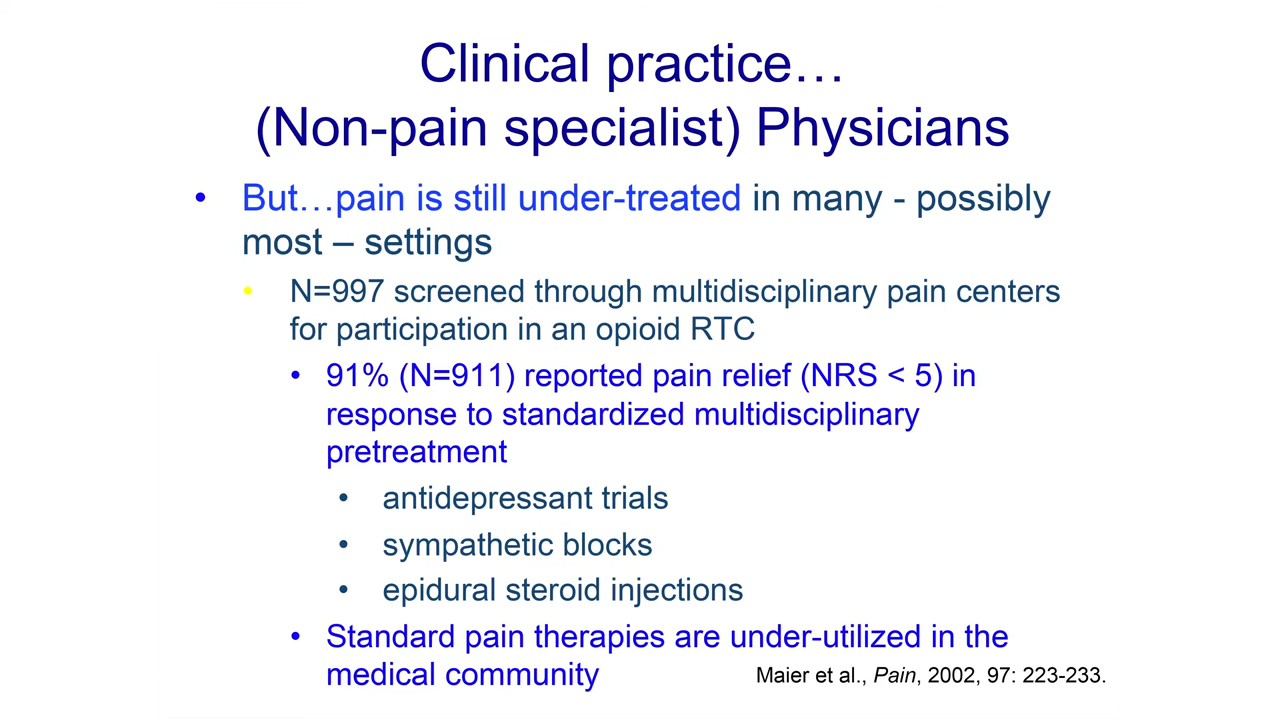 Clinical practice…
(Non-pain specialist) Physicians
• But…pain is still under-treated in many - possibly
most – settings
• N=997 screened through multidisciplinary pain centers
for participation in an opioid RTC
• 91% (N=911) reported pain relief (NRS < 5) in
response to standardized multidisciplinary
pretreatment
• antidepressant trials
• sympathetic blocks
• epidural steroid injections
• Standard pain therapies are under-utilized in the
medical community
Maier et al., Pain, 2002, 97: 223-233.